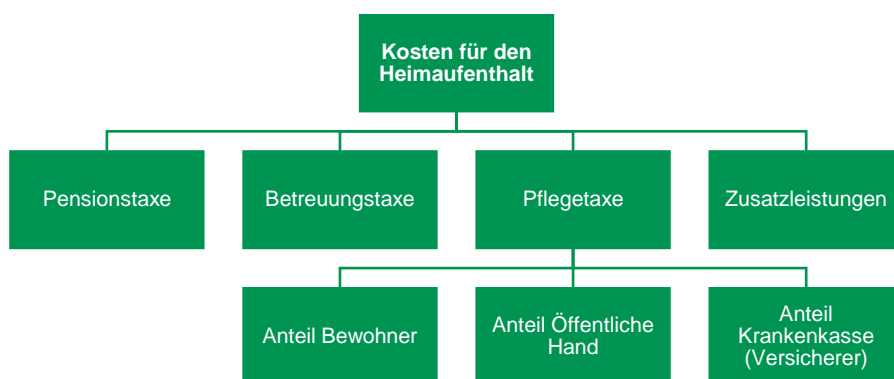 Kosten für den
Heimaufenthalt
Pensionstaxe
Betreuungstaxe
Pflegetaxe
Zusatzleistungen
Anteil Bewohner
Anteil Öffentliche
Hand
Anteil
Krankenkasse
(Versicherer)